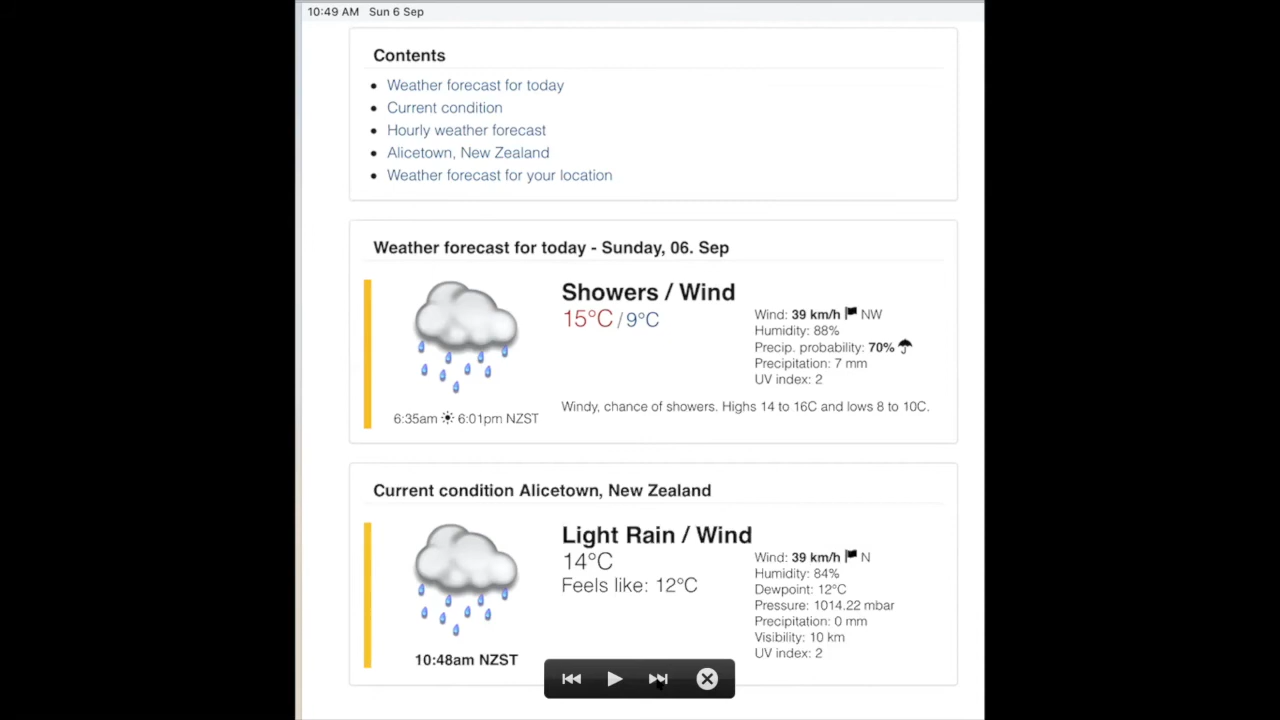 10:49 AM Sun 6 Sep
Contents
Weather forecast for today
Current condition
Hourly weather forecast
Alicetown, New Zealand
Weather forecast for your location
Weather forecast for today - Sunday, 06. Sep
Showers / Wind
15°C / 9°C
Wind: 39 km/h NW
Humidity: 88%
Precip. probability: 70%
Precipitation: 7 mm
UV index: 2
Windy, chance of showers. Highs 14 to 16C and lows 8 to 10C.
6:35am 6:01pm NZST
Current condition Alicetown, New Zealand
Light Rain / Wind
14°C
Feels like: 12°C
Wind: 39 km/h N
Humidity: 84%
Dewpoint: 12°C
Pressure: 1014.22 mbar
Precipitation: 0 mm
Visibility: 10 km
UV index: 2
10:48am NZST